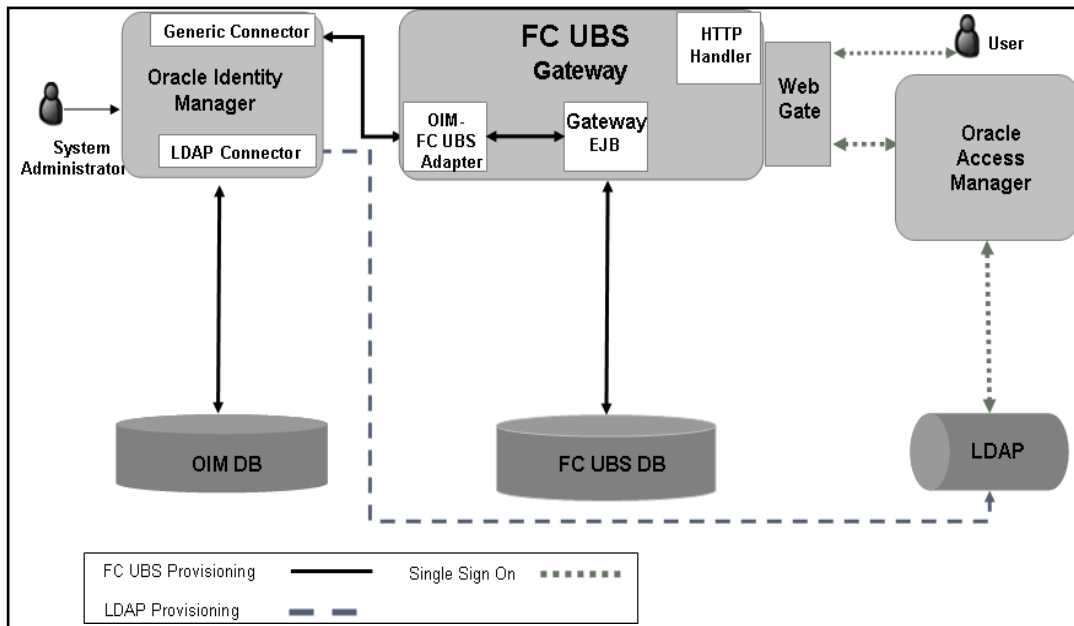 Generic Connector
Oracle Identity
Manager
LDAP Connector
System
Administrator
FC UBS
Gateway
HTTP
Handler
OIM-
FC UBS
Adapter
Gateway
EJB
Web
Gate
User
Oracle
Access
Manager
OIM DB
FC UBS DB
LDAP
FC UBS Provisioning
Single Sign On
LDAP Provisioning